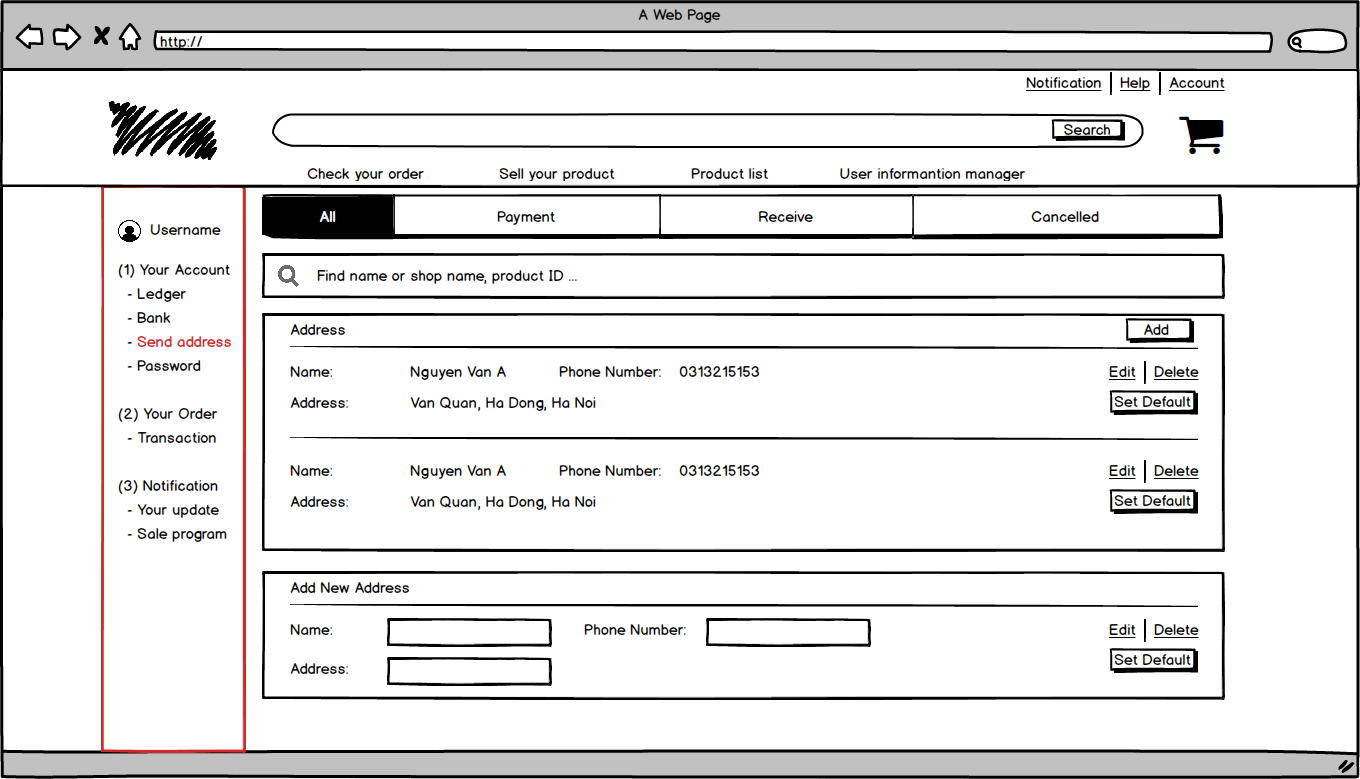 A Web Page
http://
Notification Help Account
Search
Check your order Sell your product Product list User informantion manager
Username
(1) Your Account
- Ledger
- Bank
- Send address
- Password
(2) Your Order
- Transaction
(3) Notification
- Your update
- Sale program
All Payment Receive Cancelled
Find name or shop name, product ID ...
Address Add
Name: Nguyen Van A Phone Number: 0313215153 Edit Delete
Address: Van Quan, Ha Dong, Ha Noi Set Default
Name: Nguyen Van A Phone Number: 0313215153 Edit Delete
Address: Van Quan, Ha Dong, Ha Noi Set Default
Add New Address
Name: Phone Number: Edit Delete
Address: Set Default